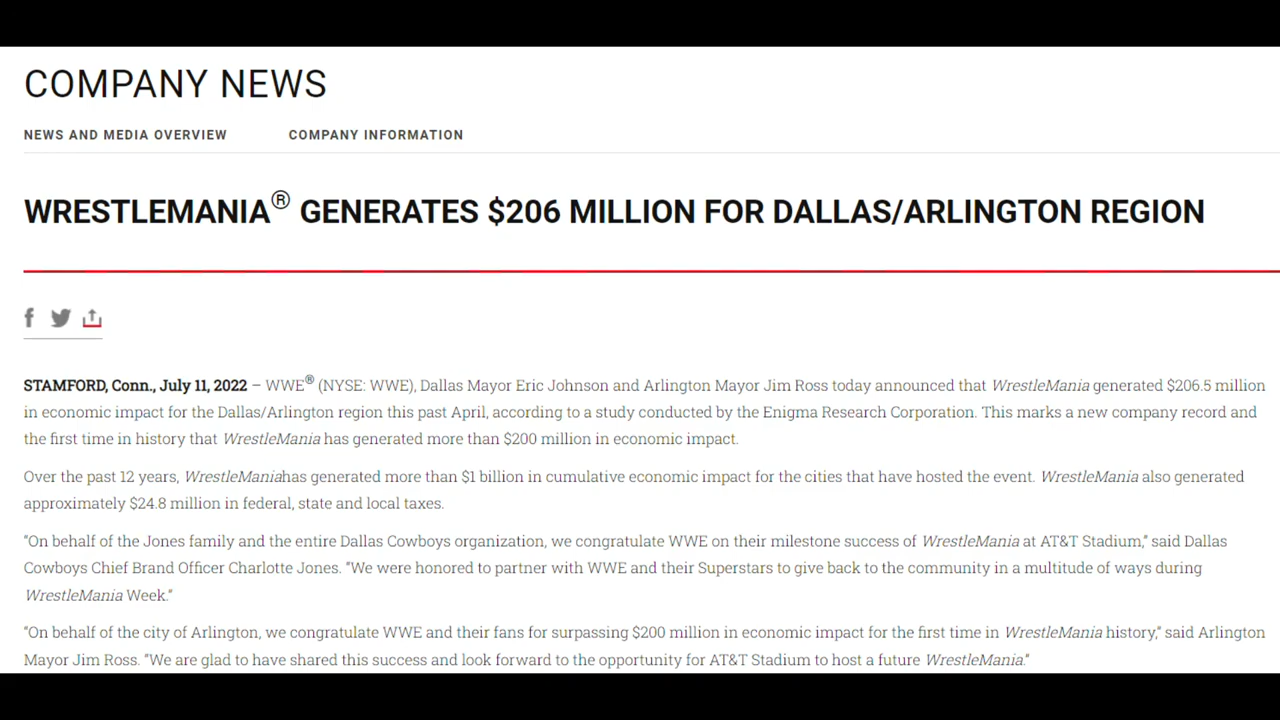 COMPANY NEWS
NEWS AND MEDIA OVERVIEW COMPANY INFORMATION
WRESTLEMANIA® GENERATES $206 MILLION FOR DALLAS/ARLINGTON REGION
STAMFORD, Conn., July 11, 2022 – WWE® (NYSE: WWE), Dallas Mayor Eric Johnson and Arlington Mayor Jim Ross today announced that WrestleMania generated $206.5 million
in economic impact for the Dallas/Arlington region this past April, according to a study conducted by the Enigma Research Corporation. This marks a new company record and
the first time in history that WrestleMania has generated more than $200 million in economic impact.
Over the past 12 years, WrestleManiahas generated more than $1 billion in cumulative economic impact for the cities that have hosted the event. WrestleMania also generated
approximately $24.8 million in federal, state and local taxes.
“On behalf of the Jones family and the entire Dallas Cowboys organization, we congratulate WWE on their milestone success of WrestleMania at AT&T Stadium,” said Dallas
Cowboys Chief Brand Officer Charlotte Jones. “We were honored to partner with WWE and their Superstars to give back to the community in a multitude of ways during
WrestleMania Week.”
“On behalf of the city of Arlington, we congratulate WWE and their fans for surpassing $200 million in economic impact for the first time in WrestleMania history,” said Arlington
Mayor Jim Ross. “We are glad to have shared this success and look forward to the opportunity for AT&T Stadium to host a future WrestleMania.”